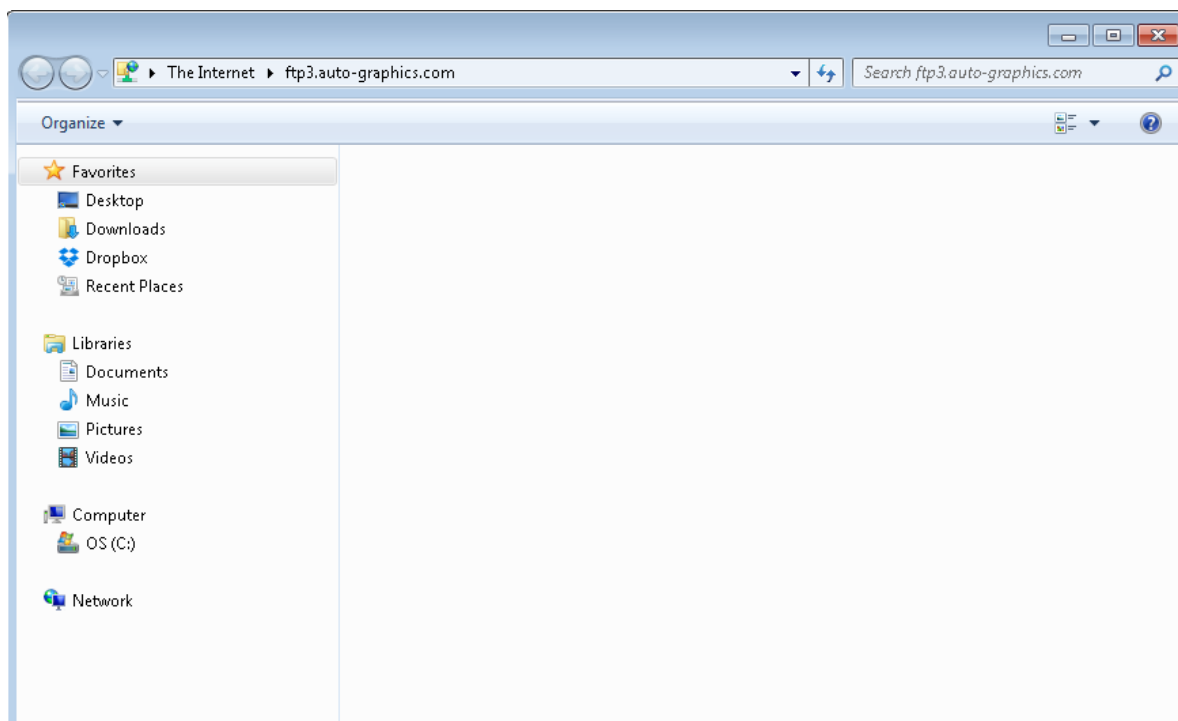 The Internet ftp3.auto-graphics.com Search ftp3.auto-graphics.com
Organize
Favorites
Desktop
Downloads
Dropbox
Recent Places
Libraries
Documents
Music
Pictures
Videos
Computer
OS (C:)
Network